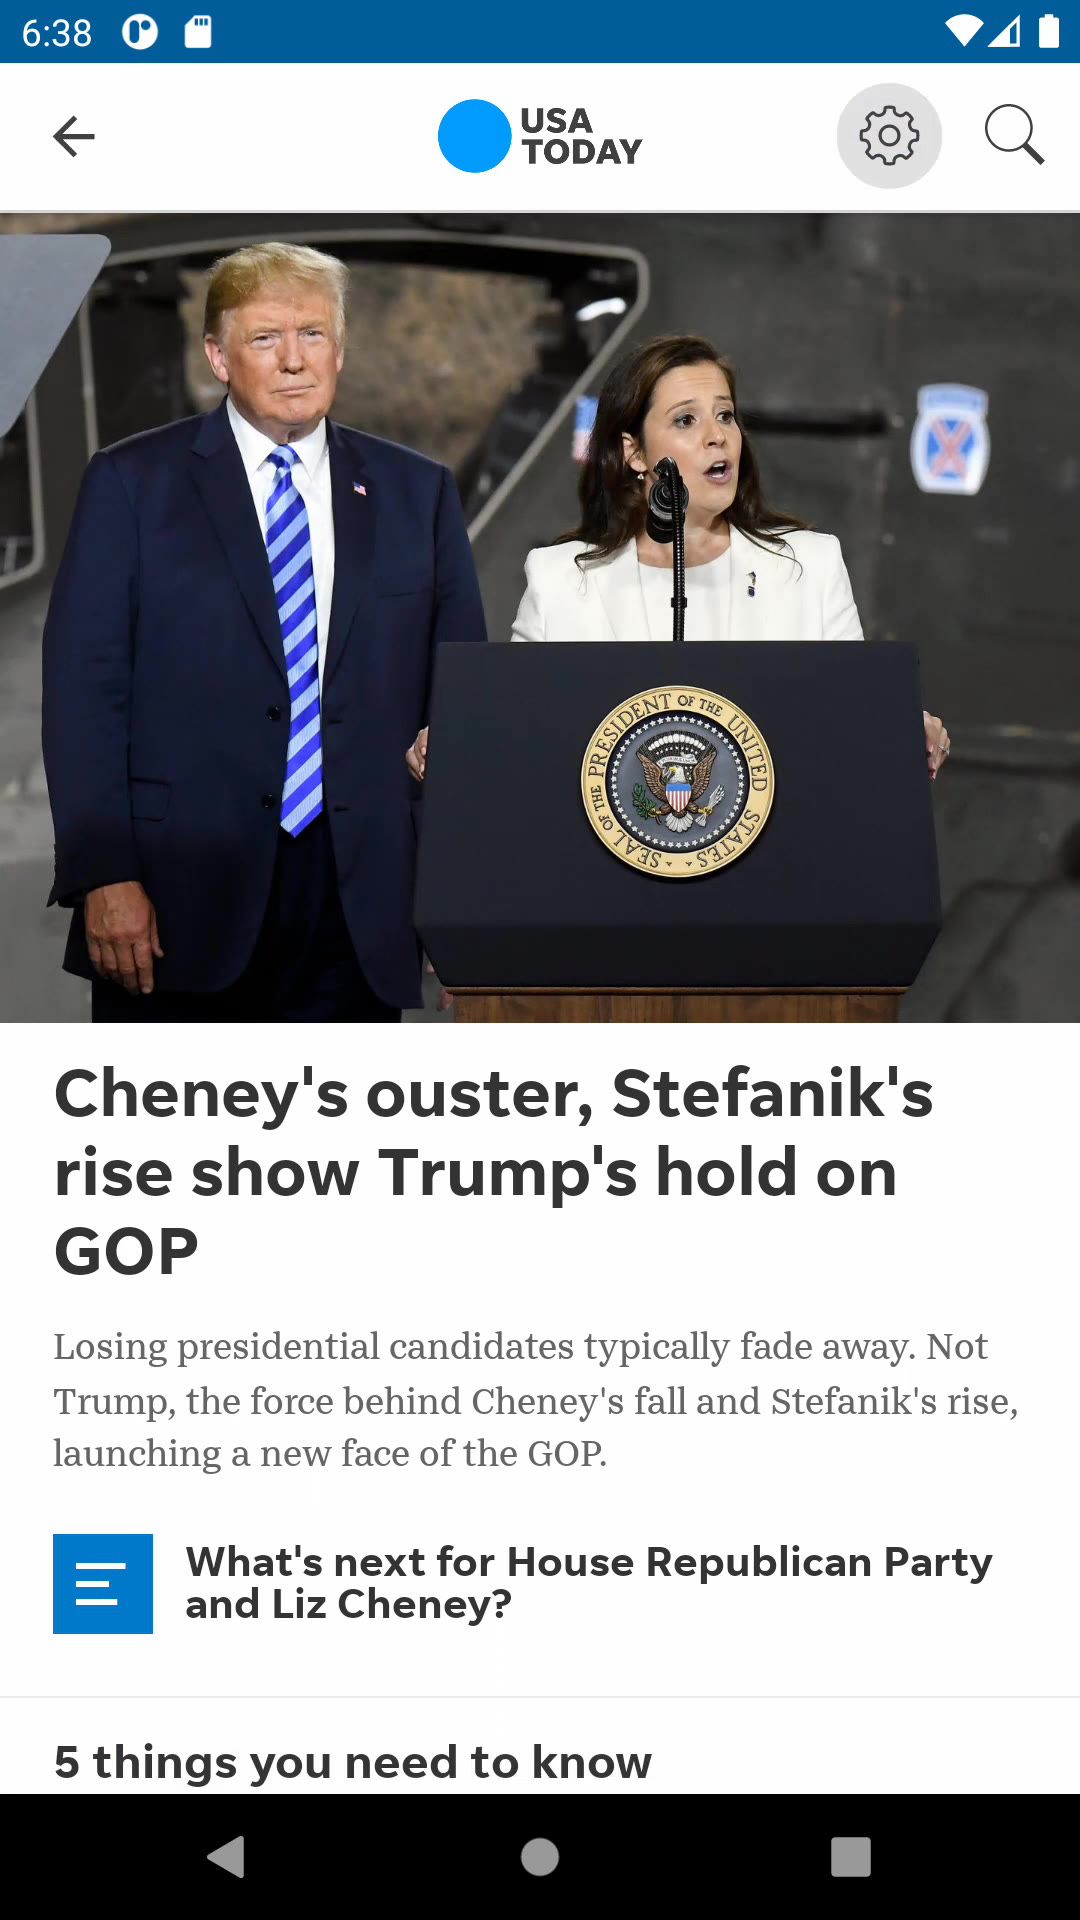 6:38
USA
TODAY
SEAL OF THE PRESIDENT OF THE UNITED STATES
Cheney's ouster, Stefanik's
rise show Trump's hold on
GOP
Losing presidential candidates typically fade away. Not
Trump, the force behind Cheney's fall and Stefanik's rise,
launching a new face of the GOP.
What's next for House Republican Party
and Liz Cheney?
5 things you need to know